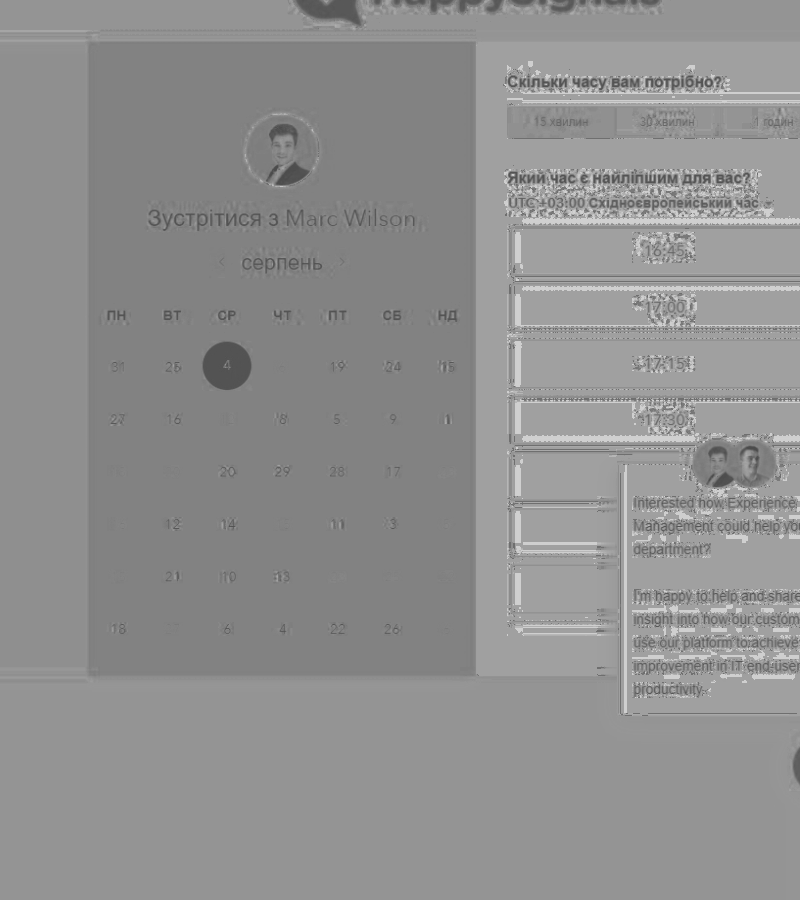 HappySignals
Зустрітися з Marc Wilson
серпень
ПН ВТ СР ЧТ ПТ СБ НД
31 25 4 19 24 15
27 16 8 5 9 1
20 29 28 17
12 14 11 3
21 10 13
18 6 4 22 26
Скільки часу вам потрібно?
15 хвилин 30 хвилин 1 годин
Який час є найліпшим для вас?
UTC +03:00 Східноєвропейський час
16:45
17:00
17:15
17:30
Interested how Experience
Management could help you
department?
I'm happy to help and share
insight into how our custom
use our platform to achieve
improvement in IT end-user
productivity.